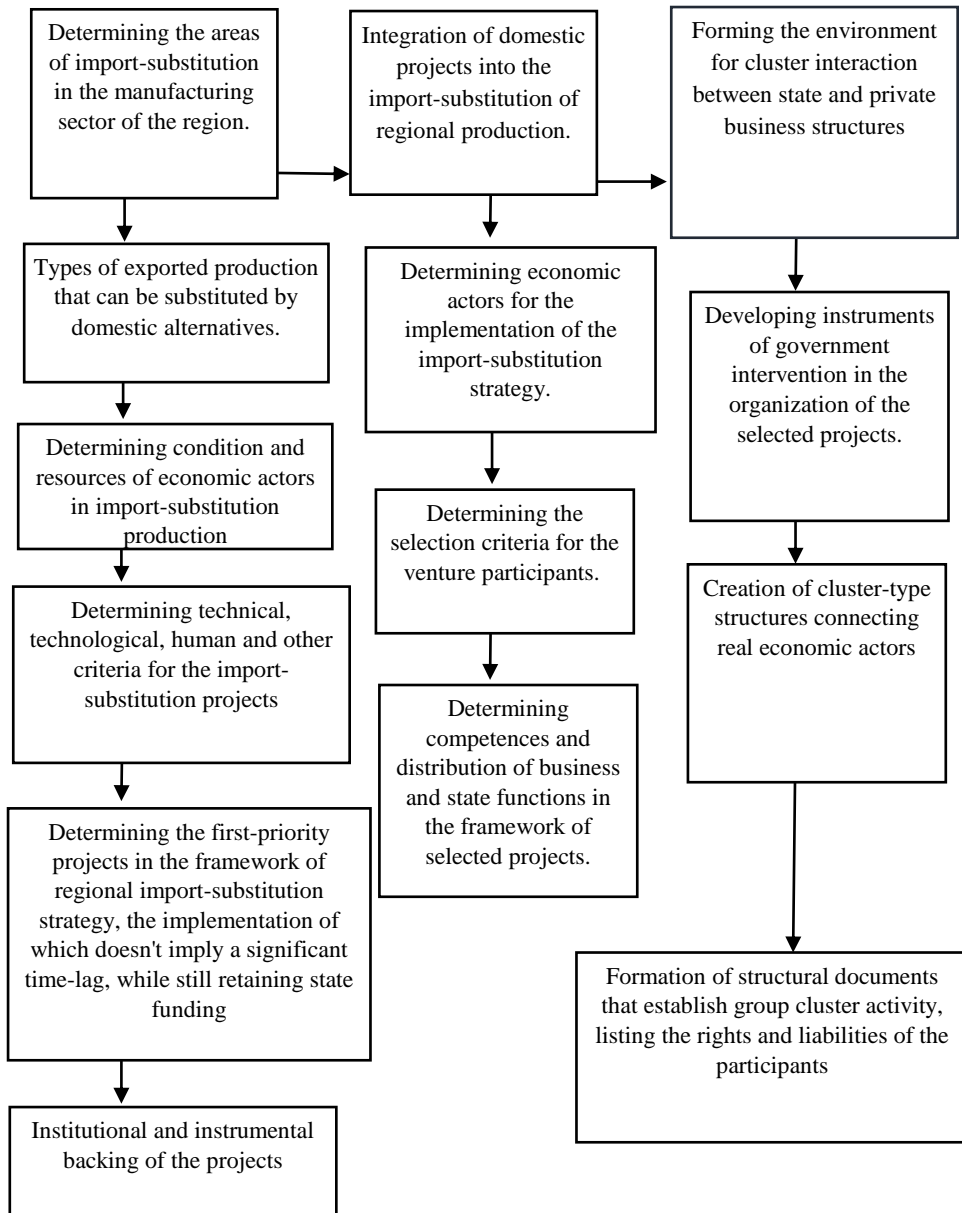 Determining the areas
of import-substitution
in the manufacturing
sector of the region.
Types of exported production
that can be substituted by
domestic alternatives.
Determining condition and
resources of economic actors
in import-substitution
production
Determining technical,
technological, human and other
criteria for the import-
substitution projects
Determining the first-priority
projects in the framework of
regional import-substitution
strategy, the implementation of
which doesn't imply a significant
time-lag, while still retaining state
funding
Institutional and instrumental
backing of the projects
Integration of domestic
projects into the
import-substitution of
regional production.
Determining economic
actors for the
implementation of the
import-substitution
strategy.
Determining the
selection criteria for the
venture participants.
Determining
competences and
distribution of business
and state functions in
the framework of
selected projects.
Forming the environment
for cluster interaction
between state and private
business structures
Developing instruments
of government
intervention in the
organization of the
selected projects.
Creation of cluster-type
structures connecting
real economic actors
Formation of structural documents
that establish group cluster activity,
listing the rights and liabilities of the
participants